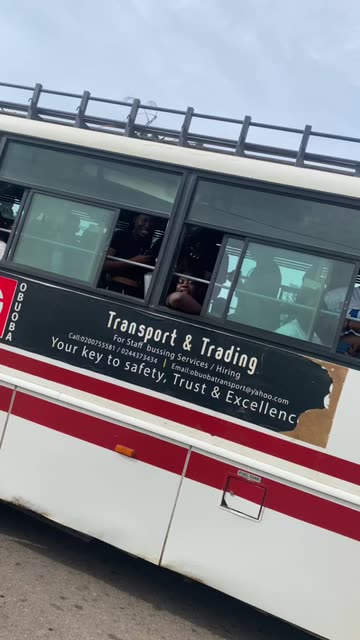 OBUOBA
Transport & Trading
For Staff bussing Services / Hiring
Call:0200755581 / 0244373434 | Email:obuobatransport@yahoo.com
Your key to safety, Trust & Excellenc